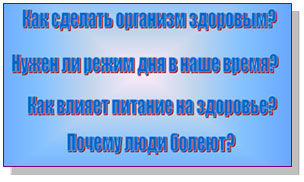 Как сделать организм здоровым?
Нужен ли режим дня в наше время?
Как влияет питание на здоровье?
Почему люди болеют?